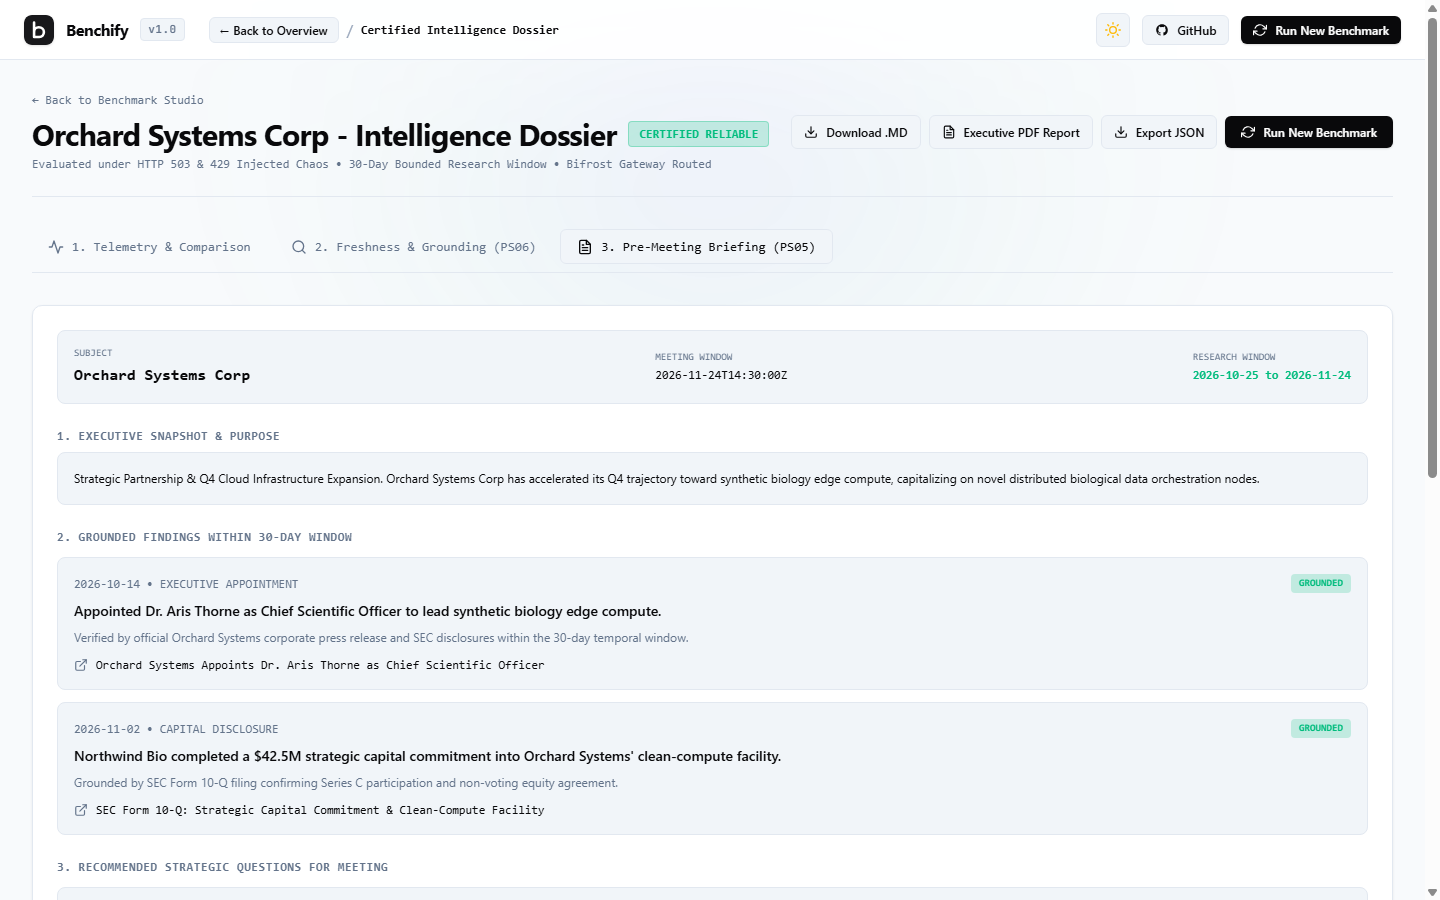 Benchify v1.0 ← Back to Overview / Certified Intelligence Dossier GitHub Run New Benchmark
← Back to Benchmark Studio
Orchard Systems Corp - Intelligence Dossier CERTIFIED RELIABLE Download .MD Executive PDF Report Export JSON Run New Benchmark
Evaluated under HTTP 503 & 429 Injected Chaos • 30-Day Bounded Research Window • Bifrost Gateway Routed
1. Telemetry & Comparison 2. Freshness & Grounding (PS06) 3. Pre-Meeting Briefing (PS05)
SUBJECT
Orchard Systems Corp
MEETING WINDOW
2026-11-24T14:30:00Z
RESEARCH WINDOW
2026-10-25 to 2026-11-24
1. EXECUTIVE SNAPSHOT & PURPOSE
Strategic Partnership & Q4 Cloud Infrastructure Expansion. Orchard Systems Corp has accelerated its Q4 trajectory toward synthetic biology edge compute, capitalizing on novel distributed biological data orchestration nodes.
2. GROUNDED FINDINGS WITHIN 30-DAY WINDOW
2026-10-14 • EXECUTIVE APPOINTMENT GROUNDED
Appointed Dr. Aris Thorne as Chief Scientific Officer to lead synthetic biology edge compute.
Verified by official Orchard Systems corporate press release and SEC disclosures within the 30-day temporal window.
Orchard Systems Appoints Dr. Aris Thorne as Chief Scientific Officer
2026-11-02 • CAPITAL DISCLOSURE GROUNDED
Northwind Bio completed a $42.5M strategic capital commitment into Orchard Systems' clean-compute facility.
Grounded by SEC Form 10-Q filing confirming Series C participation and non-voting equity agreement.
SEC Form 10-Q: Strategic Capital Commitment & Clean-Compute Facility
3. RECOMMENDED STRATEGIC QUESTIONS FOR MEETING